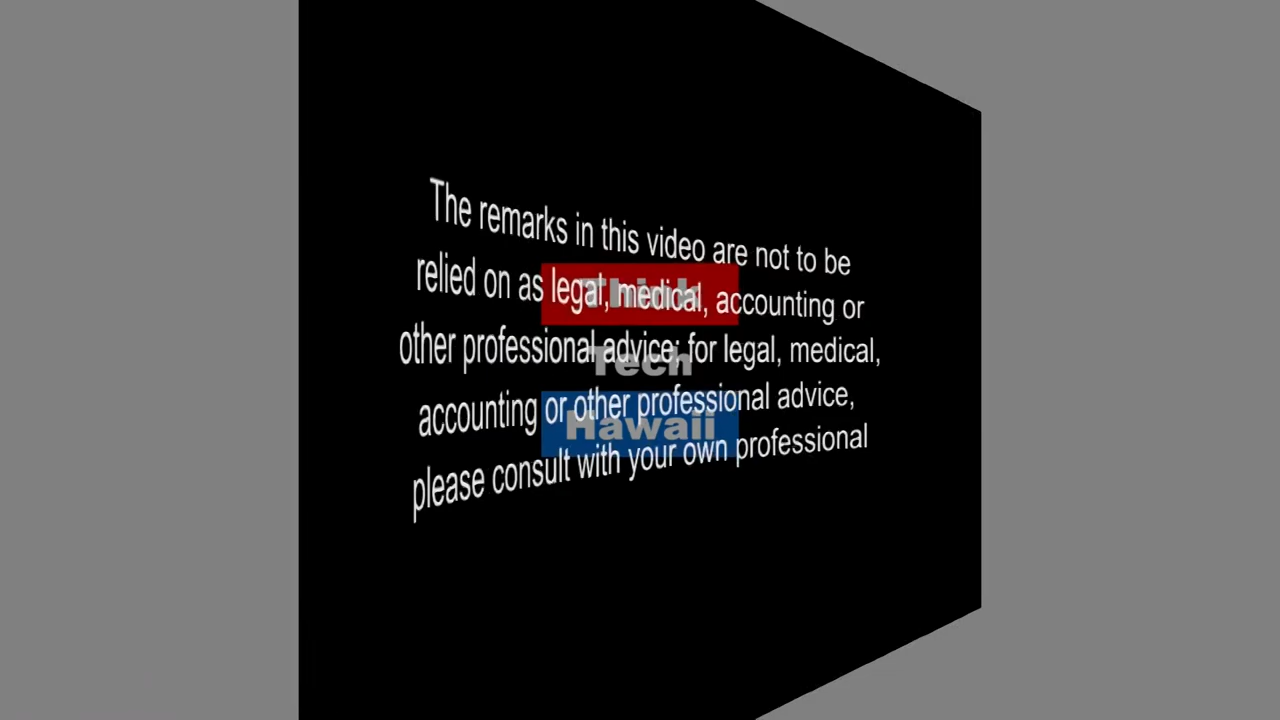 The remarks in this video are not to be
relied on as legal, medical, accounting or
other professional advice; for legal, medical,
accounting or other professional advice,
please consult with your own professional
Think
Tech
Hawaii